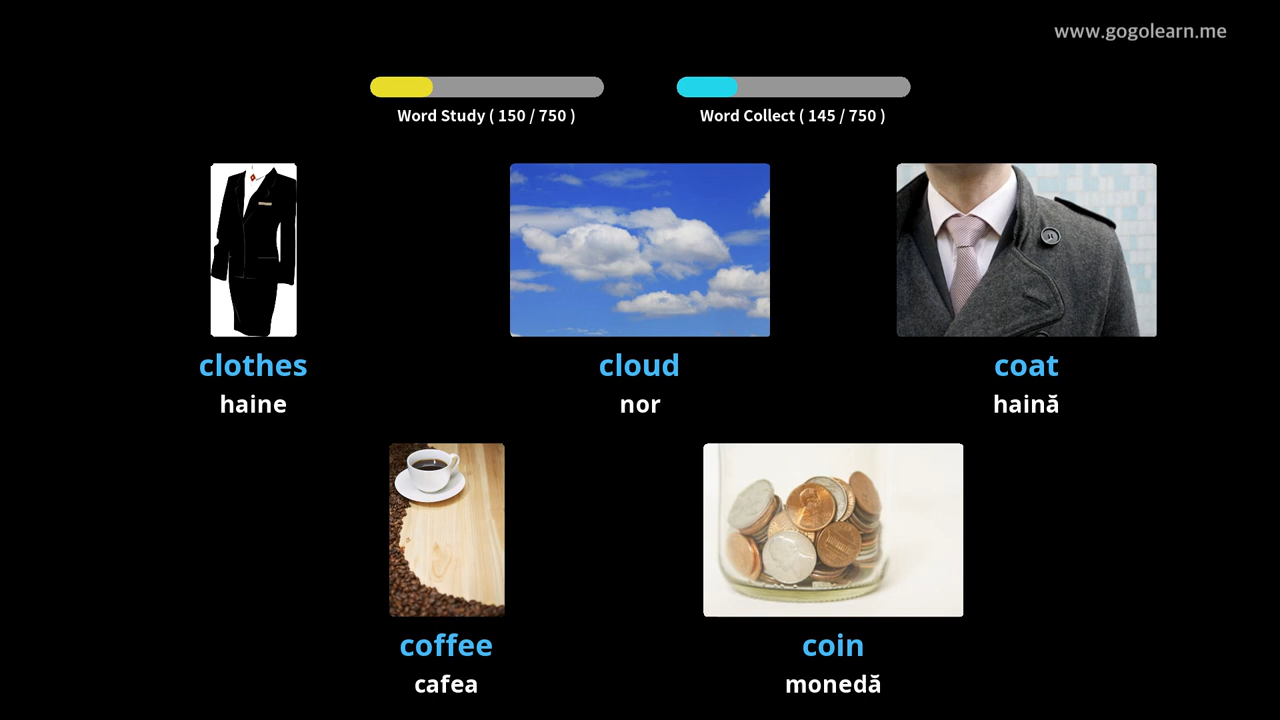 www.gogolearn.me
Word Study ( 150 / 750 )
Word Collect ( 145 / 750 )
clothes
haine
cloud
nor
coat
haină
coffee
cafea
coin
monedă